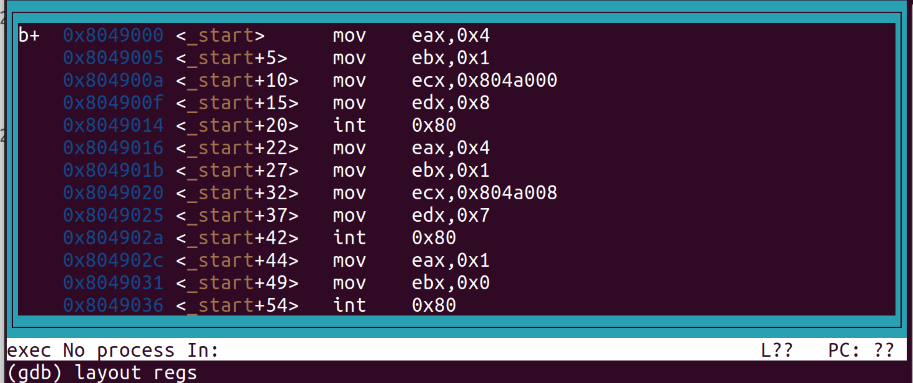 b+ 0x8049000 <_start> mov eax,0x4
0x8049005 <_start+5> mov ebx,0x1
0x804900a <_start+10> mov ecx,0x804a000
0x804900f <_start+15> mov edx,0x8
0x8049014 <_start+20> int 0x80
0x8049016 <_start+22> mov eax,0x4
0x804901b <_start+27> mov ebx,0x1
0x8049020 <_start+32> mov ecx,0x804a008
0x8049025 <_start+37> mov edx,0x7
0x804902a <_start+42> int 0x80
0x804902c <_start+44> mov eax,0x1
0x8049031 <_start+49> mov ebx,0x0
0x8049036 <_start+54> int 0x80
exec No process In: L?? PC: ??
(gdb) layout regs